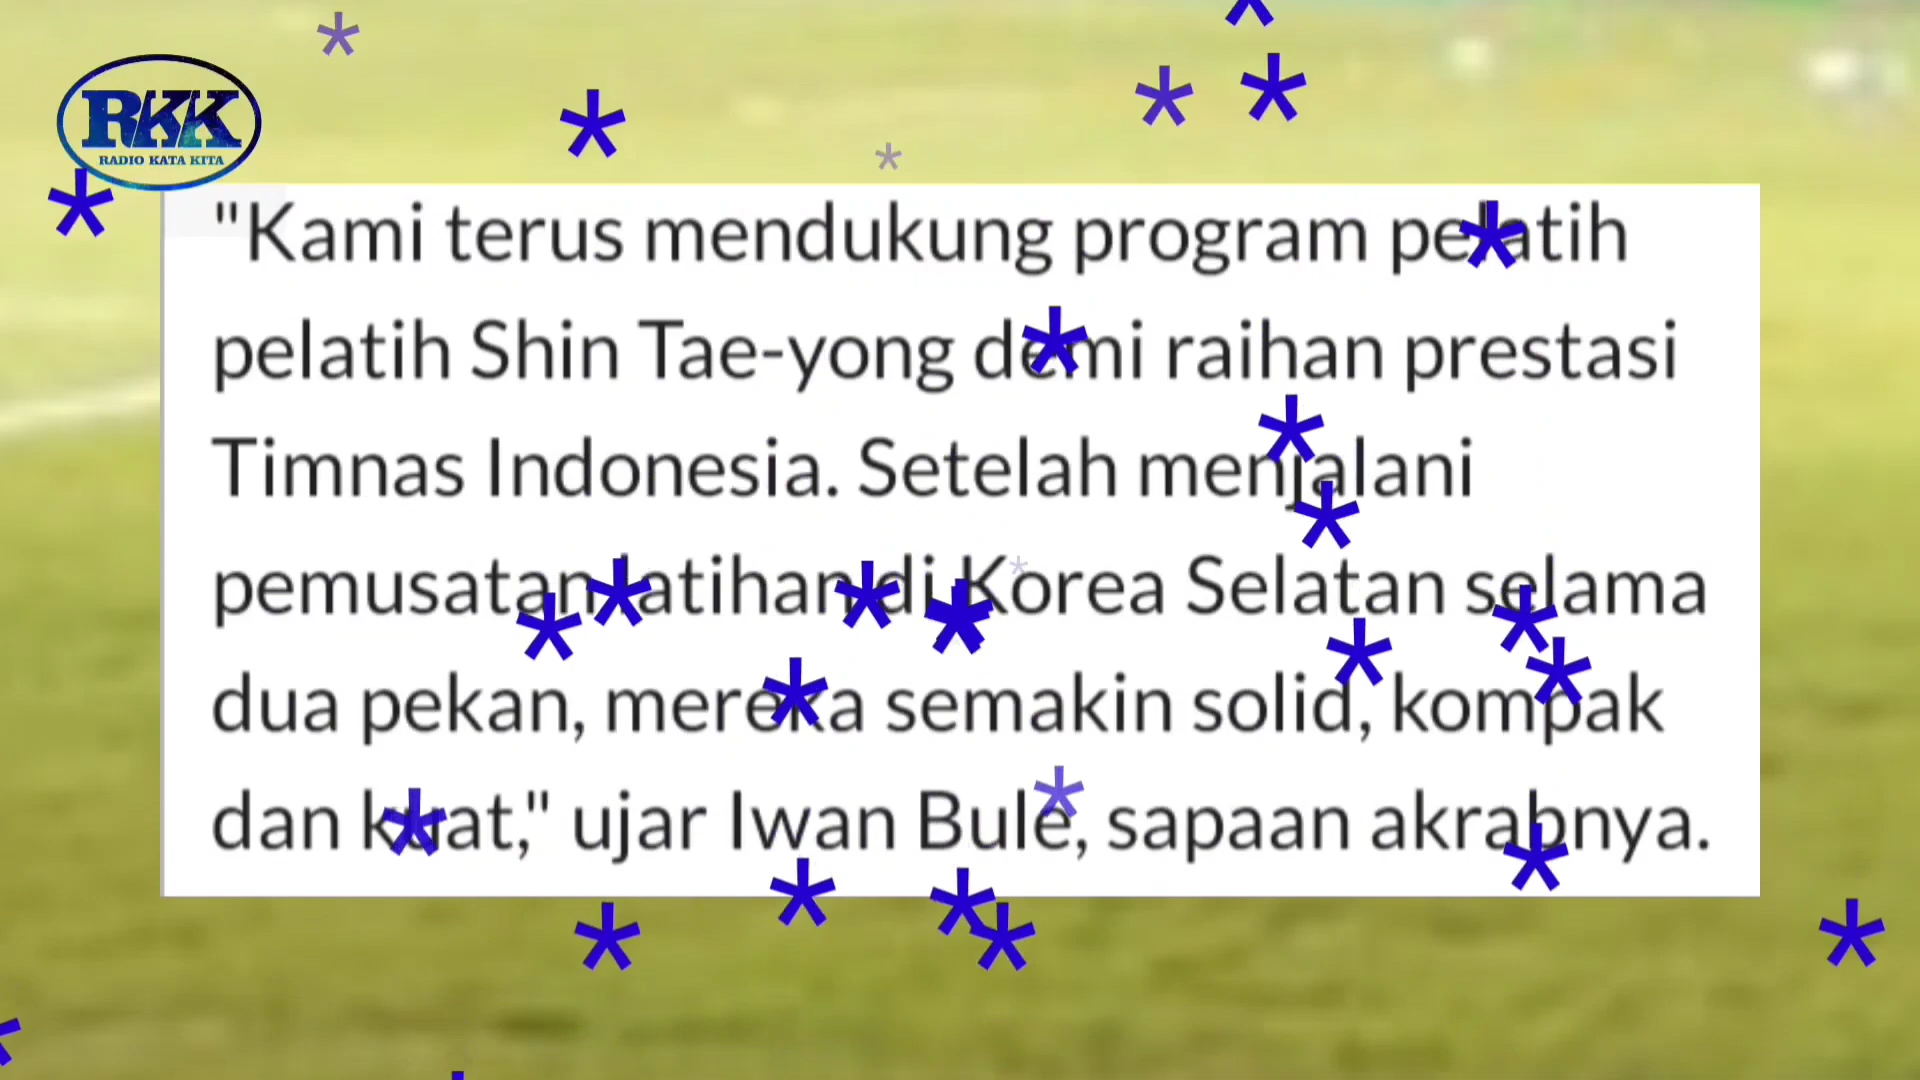 RKK
RADIO KATA KITA
"Kami terus mendukung program pelatih
pelatih Shin Tae-yong demi raihan prestasi
Timnas Indonesia. Setelah menjalani
pemusatan latihan di Korea Selatan selama
dua pekan, mereka semakin solid, kompak
dan kuat," ujar Iwan Bule, sapaan akrabnya.